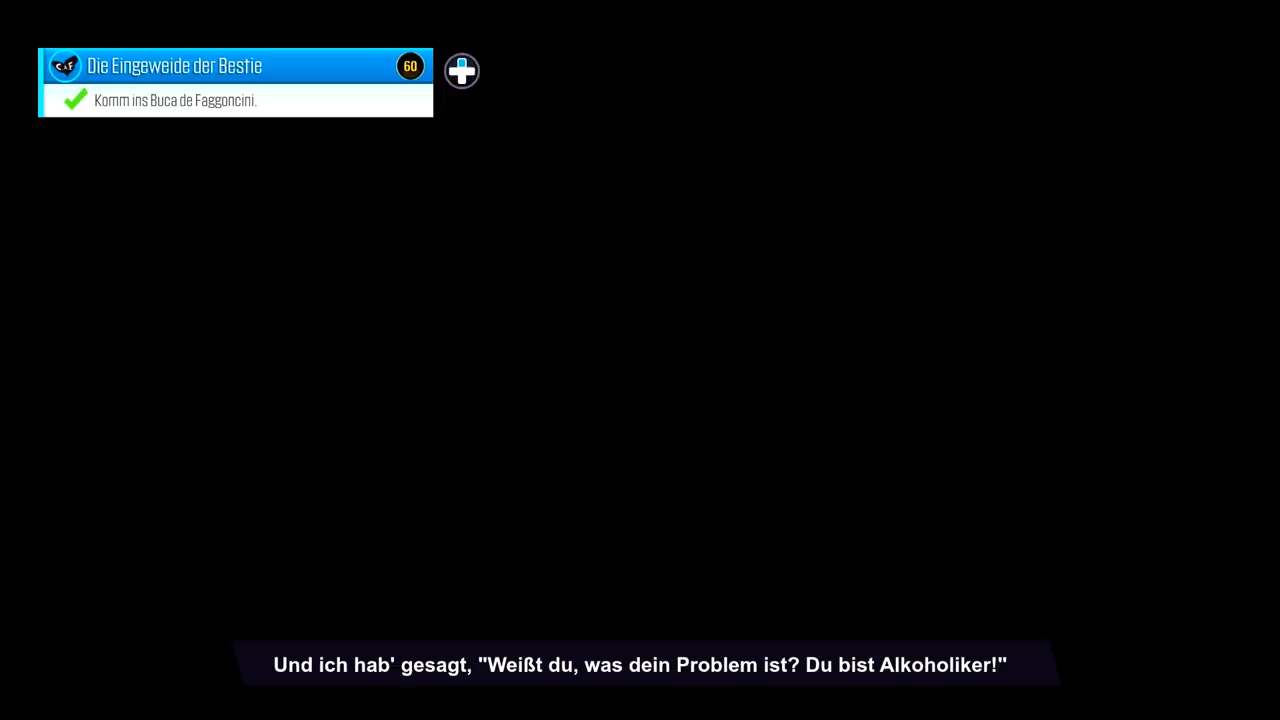 C&F
Die Eingeweide der Bestie
60
Komm ins Buca de Faggoncini.
Und ich hab' gesagt, "Weißt du, was dein Problem ist? Du bist Alkoholiker!"